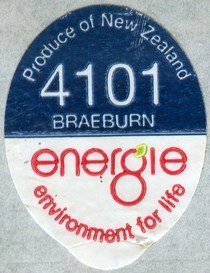 Produce of New Zealand
4101
BRAEBURN
energie
environment for life